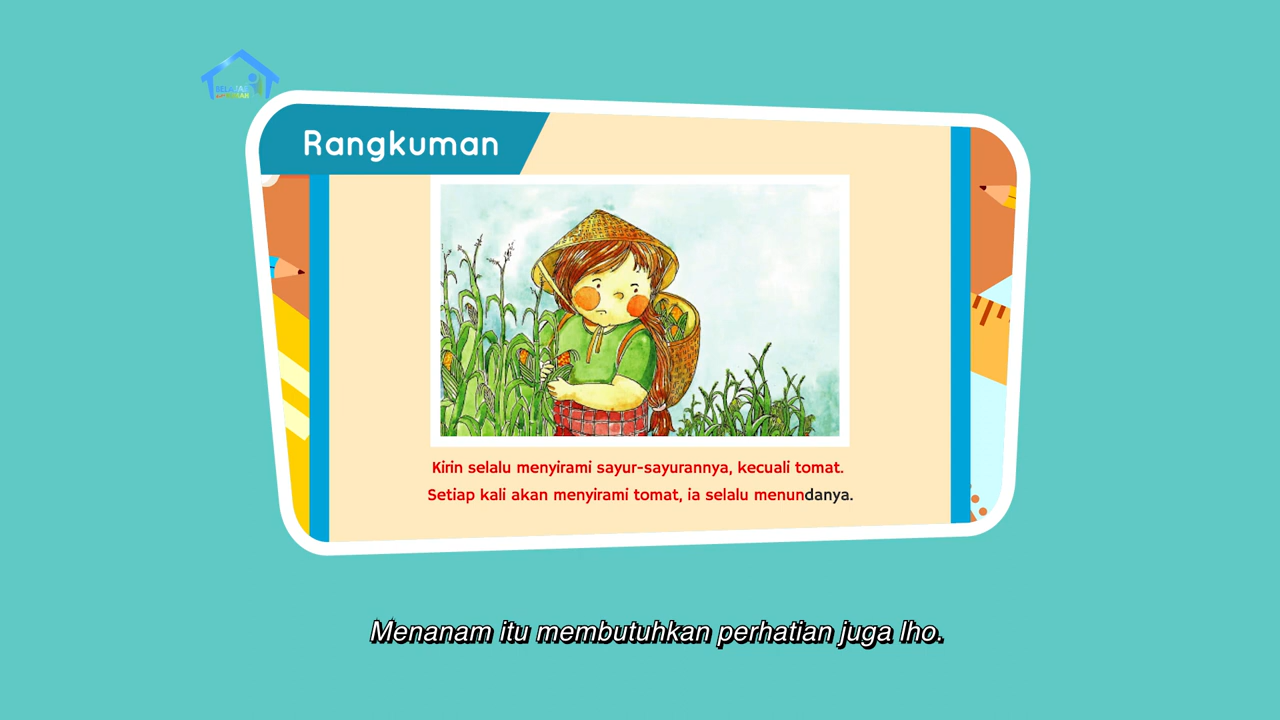 BELAJAR
Rangkuman
Kirin selalu menyirami sayur-sayurannya, kecuali tomat.
Setiap kali akan menyirami tomat, ia selalu menundanya.
Menanam itu membutuhkan perhatian juga lho.